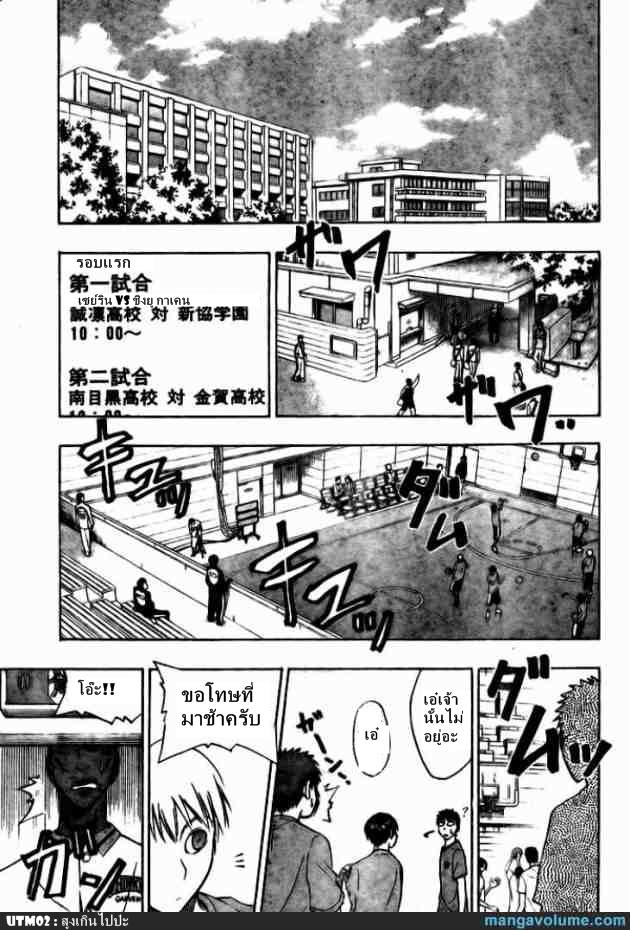 ザワ
รอบแรก
第一試合
เซย์ริน VS ชิงยุ กาเคน
誠凛高校 対 新協学園
10：00～
第二試合
南目黒高校 対 金賀高校
10：00～
ザワ
キュッ
ダム
キュッ
ダムッ
เอ๋เจ้า
นั้นไม่
อยู่อะ
?
เอ๋
ขอโทษที่
มาช้าครับ
โอ๊ะ!!
ガン
UTM02 : สูงเกินไปปะ
mangavolume.com